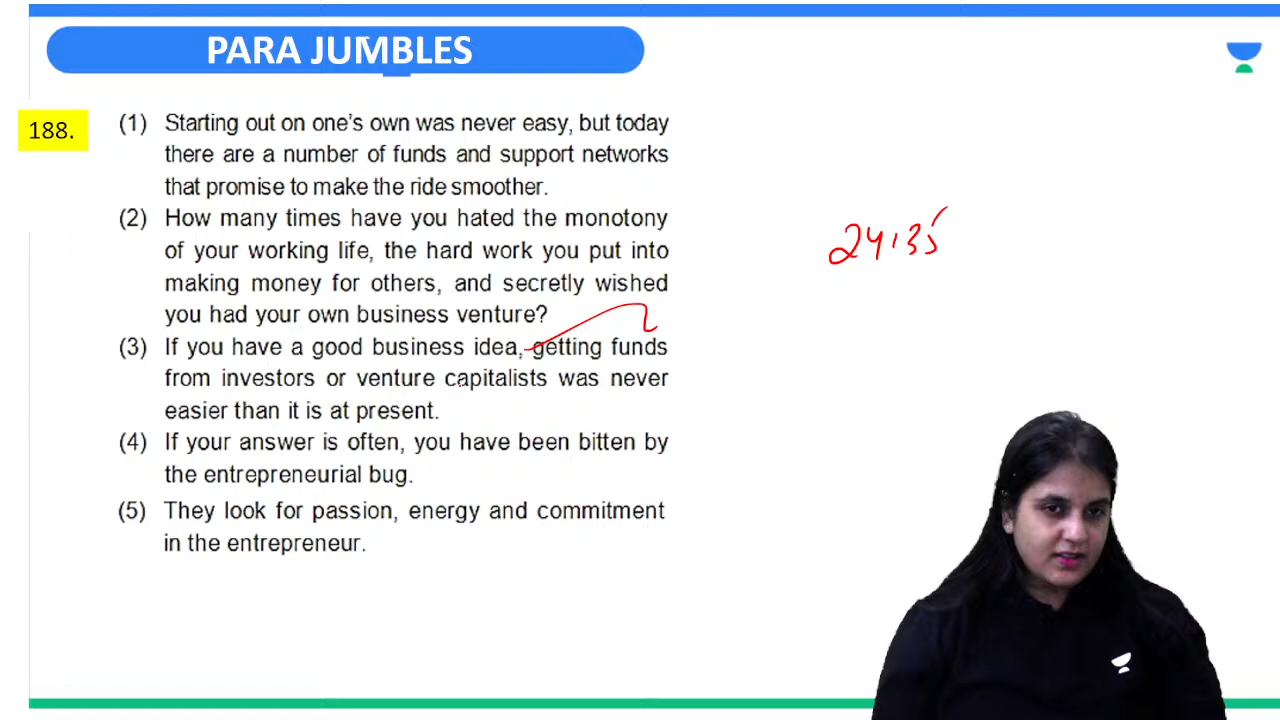 PARA JUMBLES
188.
(1) Starting out on one's own was never easy, but today
there are a number of funds and support networks
that promise to make the ride smoother.
(2) How many times have you hated the monotony
of your working life, the hard work you put into
making money for others, and secretly wished
you had your own business venture?
(3) If you have a good business idea, getting funds
from investors or venture capitalists was never
easier than it is at present.
(4) If your answer is often, you have been bitten by
the entrepreneurial bug.
(5) They look for passion, energy and commitment
in the entrepreneur.
24,35